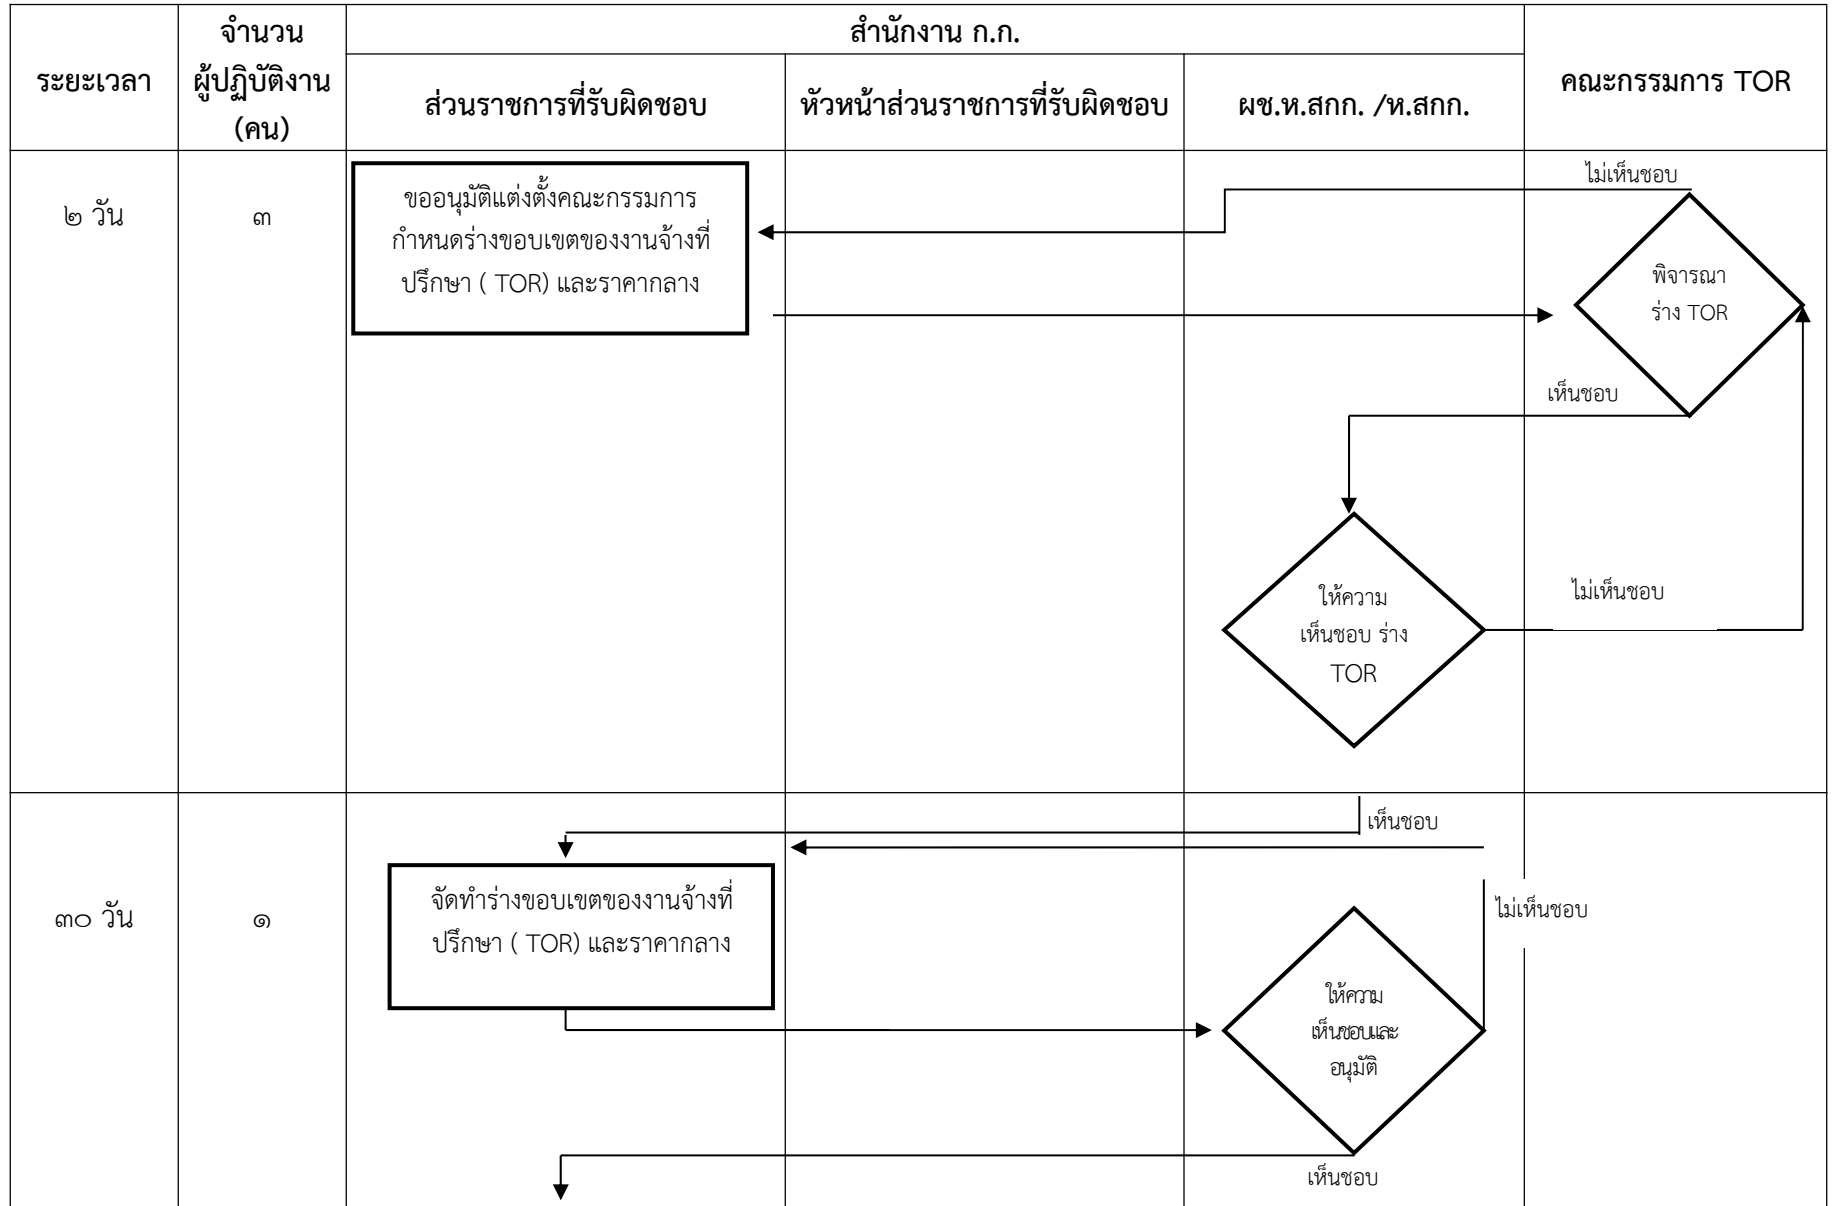 ระยะเวลา
จำนวน
ผู้ปฏิบัติงาน
(คน)
สำนักงาน ก.ก.
ส่วนราชการที่รับผิดชอบ
หัวหน้าส่วนราชการที่รับผิดชอบ
ผช.ห.สกก. /ห.สกก.
คณะกรรมการ TOR
๒ วัน
๓
ขออนุมัติแต่งตั้งคณะกรรมการ
กำหนดร่างขอบเขตของงานจ้างที่
ปรึกษา ( TOR) และราคากลาง
ไม่เห็นชอบ
พิจารณา
ร่าง TOR
เห็นชอบ
ให้ความ
เห็นชอบ ร่าง
TOR
ไม่เห็นชอบ
เห็นชอบ
๓๐ วัน
๑
จัดทำร่างขอบเขตของงานจ้างที่
ปรึกษา ( TOR) และราคากลาง
ไม่เห็นชอบ
ให้ความ
เห็นชอบและ
อนุมัติ
เห็นชอบ